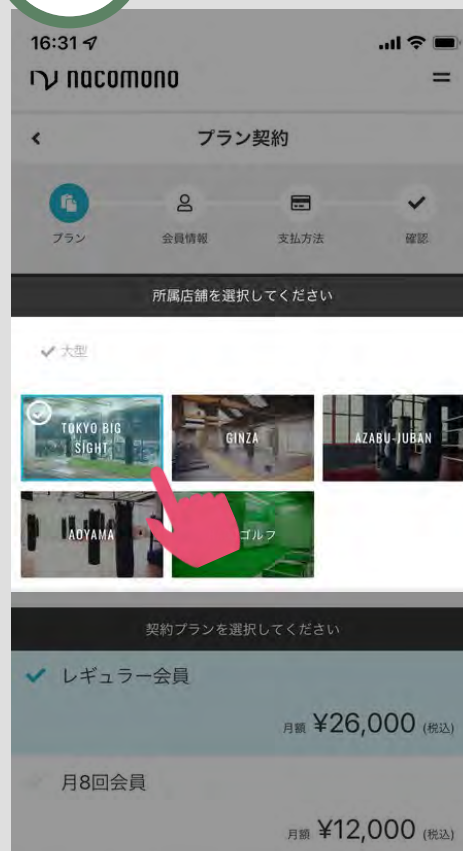 16:31
nacomono
プラン契約
プラン
会員情報
支払方法
確認
所属店舗を選択してください
大型
TOKYO BIG
SIGHT
GINZA
AZABU-JUBAN
AOYAMA
ゴルフ
契約プランを選択してください
レギュラー会員
月額 ¥26,000 (税込)
月8回会員
月額 ¥12,000 (税込)